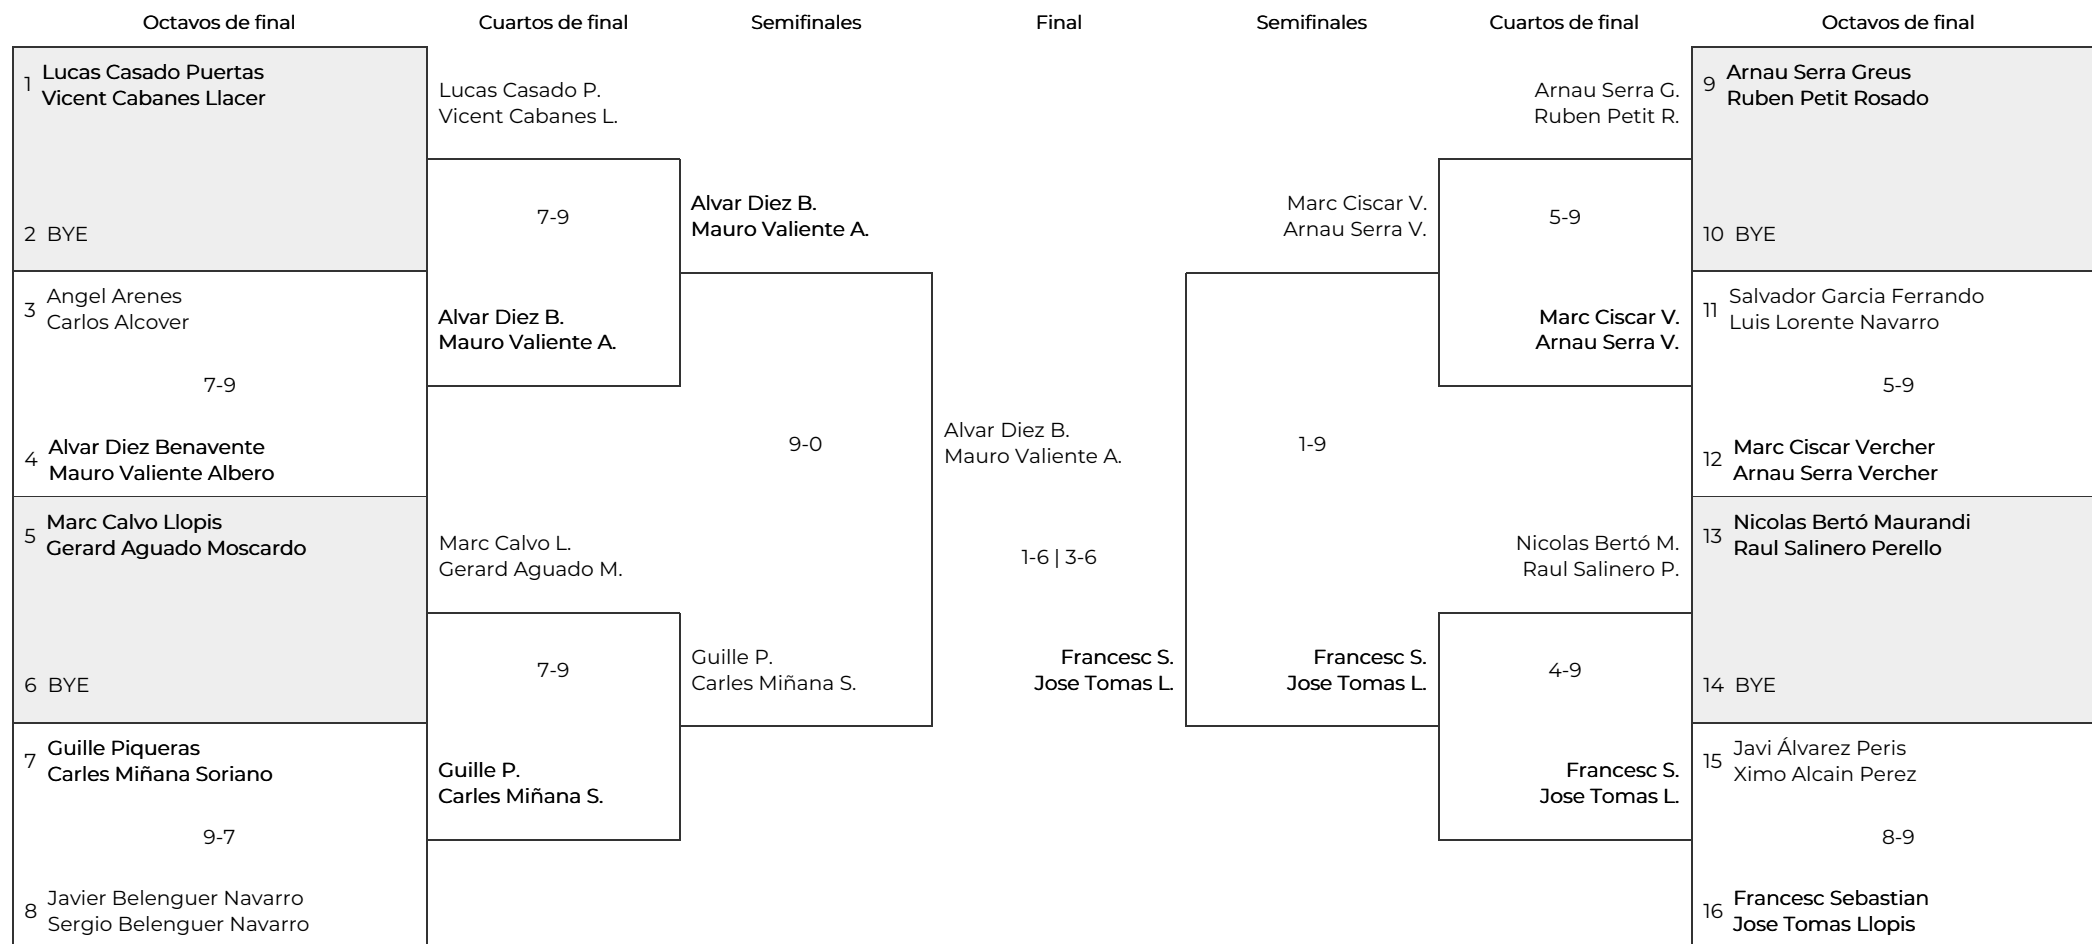 Octavos de final
Cuartos de final
Semifinales
Final
Semifinales
Cuartos de final
Octavos de final
1 Lucas Casado Puertas
Vicent Cabanes Llacer
2 BYE
3 Angel Arenes
Carlos Alcover
7-9
4 Alvar Diez Benavente
Mauro Valiente Albero
5 Marc Calvo Llopis
Gerard Aguado Moscardo
6 BYE
7 Guille Piqueras
Carles Miñana Soriano
9-7
8 Javier Belenguer Navarro
Sergio Belenguer Navarro
Lucas Casado P.
Vicent Cabanes L.
7-9
Alvar Diez B.
Mauro Valiente A.
Marc Calvo L.
Gerard Aguado M.
7-9
Guille P.
Carles Miñana S.
Alvar Diez B.
Mauro Valiente A.
9-0
Guille P.
Carles Miñana S.
Alvar Diez B.
Mauro Valiente A.
1-6 | 3-6
Francesc S.
Jose Tomas L.
Marc Ciscar V.
Arnau Serra V.
1-9
Francesc S.
Jose Tomas L.
Arnau Serra G.
Ruben Petit R.
5-9
Marc Ciscar V.
Arnau Serra V.
Nicolas Bertó M.
Raul Salinero P.
4-9
Francesc S.
Jose Tomas L.
9 Arnau Serra Greus
Ruben Petit Rosado
10 BYE
11 Salvador Garcia Ferrando
Luis Lorente Navarro
5-9
12 Marc Ciscar Vercher
Arnau Serra Vercher
13 Nicolas Bertó Maurandi
Raul Salinero Perello
14 BYE
15 Javi Álvarez Peris
Ximo Alcain Perez
8-9
16 Francesc Sebastian
Jose Tomas Llopis